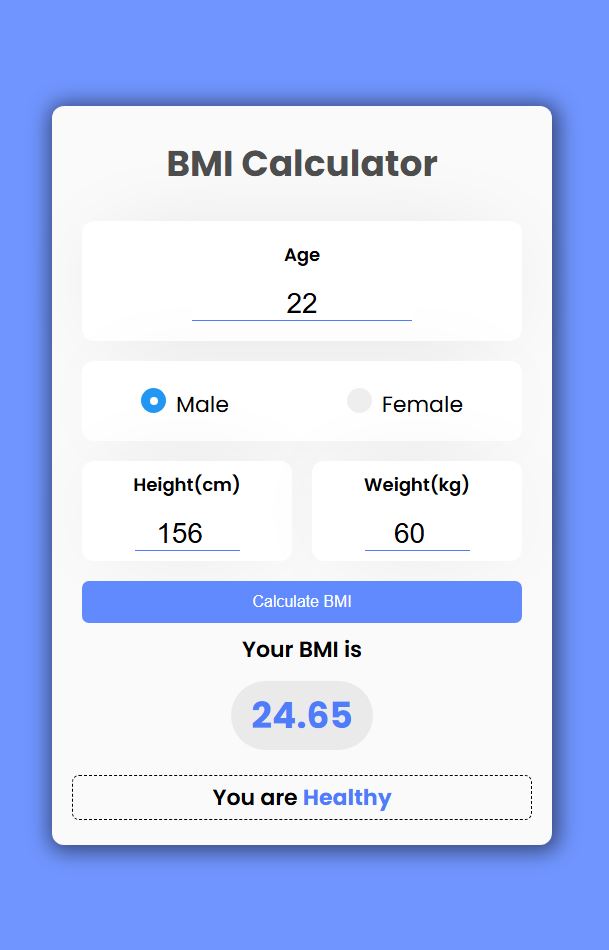 BMI Calculator
Age
22
Male Female
Height(cm) Weight(kg)
156 60
Calculate BMI
Your BMI is
24.65
You are Healthy